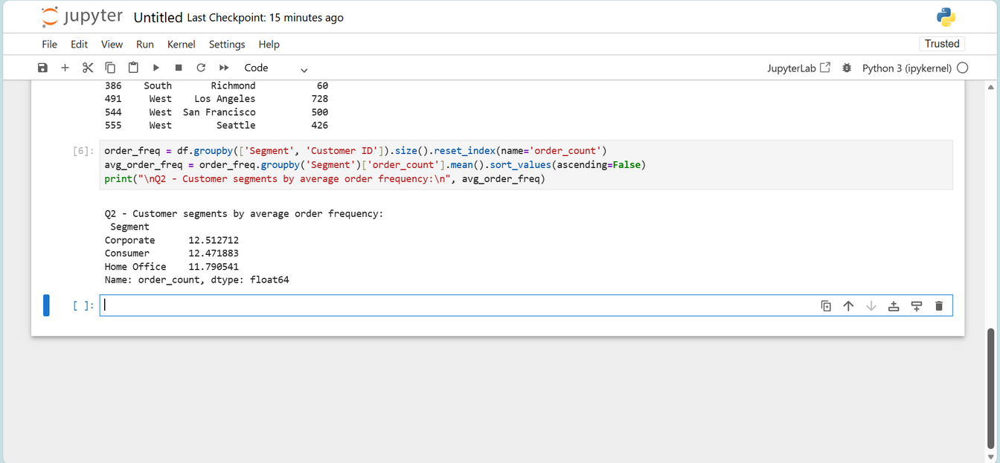 jupyter Untitled Last Checkpoint: 15 minutes ago
File Edit View Run Kernel Settings Help Trusted
Code JupyterLab Python 3 (ipykernel)
386 South Richmond 60
491 West Los Angeles 728
544 West San Francisco 500
555 West Seattle 426
[6]: order_freq = df.groupby(['Segment', 'Customer ID']).size().reset_index(name='order_count')
avg_order_freq = order_freq.groupby('Segment')['order_count'].mean().sort_values(ascending=False)
print("\nQ2 - Customer segments by average order frequency:\n", avg_order_freq)
Q2 - Customer segments by average order frequency:
Segment
Corporate 12.512712
Consumer 12.471883
Home Office 11.790541
Name: order_count, dtype: float64
[ ]: